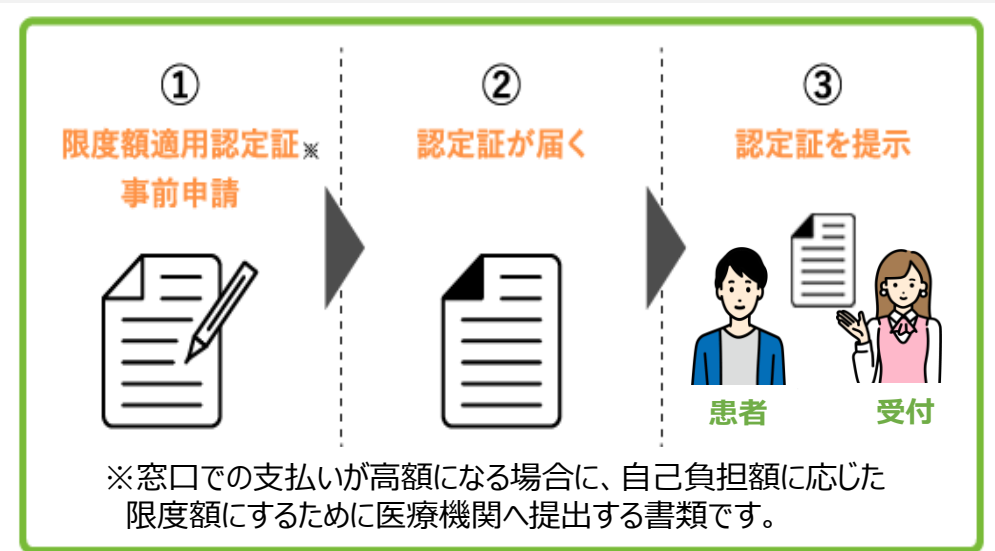 ①
限度額適用認定証※
事前申請
②
認定証が届く
③
認定証を提示
患者
受付
※窓口での支払いが高額になる場合に、自己負担額に応じた
限度額にするために医療機関へ提出する書類です。